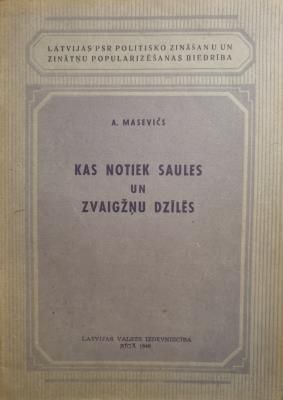 LATVIJAS PSR POLITISKO ZINĀŠANU UN
ZINĀTŅU POPULARIZĒŠANAS BIEDRĪBA
A. MASEVIČS
KAS NOTIEK SAULES
UN
ZVAIGŽŅU DZĪLĒS
LATVIJAS VALSTS IZDEVNIECĪBA
RĪGĀ